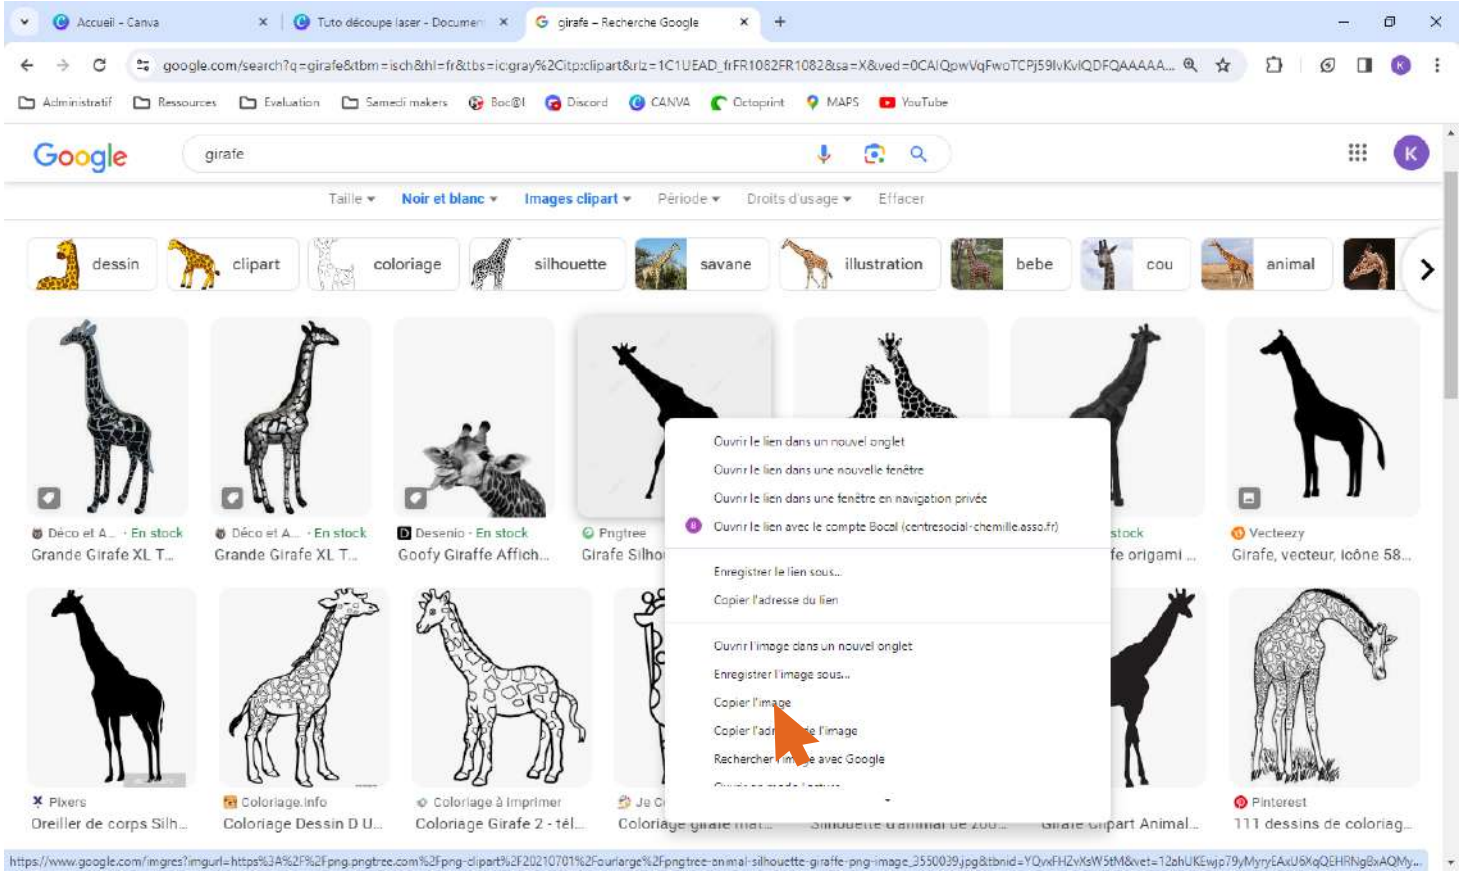 Accueil - Canva
Tuto découpe laser - Documen
girafe – Recherche Google
google.com/search?q=girafe&tbm=isch&hl=fr&tbs=ic:gray%2Citp:clipart&rlz=1C1UEAD_frFR1082FR1082&sa=X&ved=0CAIQpwVqFwoTCPj59IvKvIQDFQAAAAA...
Administratif Ressources Evaluation Samedi makers Boc@l Discord CANVA Octoprint MAPS YouTube
Google girafe K
Taille Noir et blanc Images clipart Période Droits d'usage Effacer
dessin clipart coloriage silhouette savane illustration bebe cou animal
Ouvrir le lien dans un nouvel onglet
Ouvrir le lien dans une nouvelle fenêtre
Ouvrir le lien dans une fenêtre en navigation privée
Ouvrir le lien avec le compte Bocal (centresocial-chemille.asso.fr)
Enregistrer le lien sous...
Copier l'adresse du lien
Ouvrir l'image dans un nouvel onglet
Enregistrer l'image sous...
Copier l'image
Copier l'adr de l'image
Rechercher l'image avec Google
Déco et A... · En stock Déco et A... · En stock Desenio · En stock Pngtree stock Vecteezy
Grande Girafe XL T... Grande Girafe XL T... Goofy Giraffe Affich... Girafe Silho fe origami ... Girafe, vecteur, icône 58...
Pixers Coloriage.info Coloriage à Imprimer Je C Pinterest
Oreiller de corps Silh... Coloriage Dessin D U... Coloriage Girafe 2 - tél... Coloriage girafe mat... Silhouette d'animal de zoo... Girafe Clipart Animal... 111 dessins de coloriag...
https://www.google.com/imgres?imgurl=https%3A%2F%2Fpng.pngtree.com%2Fpng-clipart%2F20210701%2Fourlarge%2Fpngtree-animal-silhouette-giraffe-png-image_3550039.jpg&tbnid=YQvxFHZvXsW5tM&vet=12ahUKEwjp79yMyryEAxU6XqQEHRNgBxAQMy...